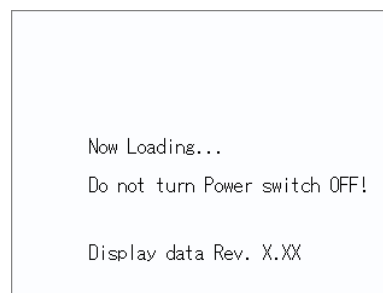 Now Loading...
Do not turn Power switch OFF!
Display data Rev. X.XX